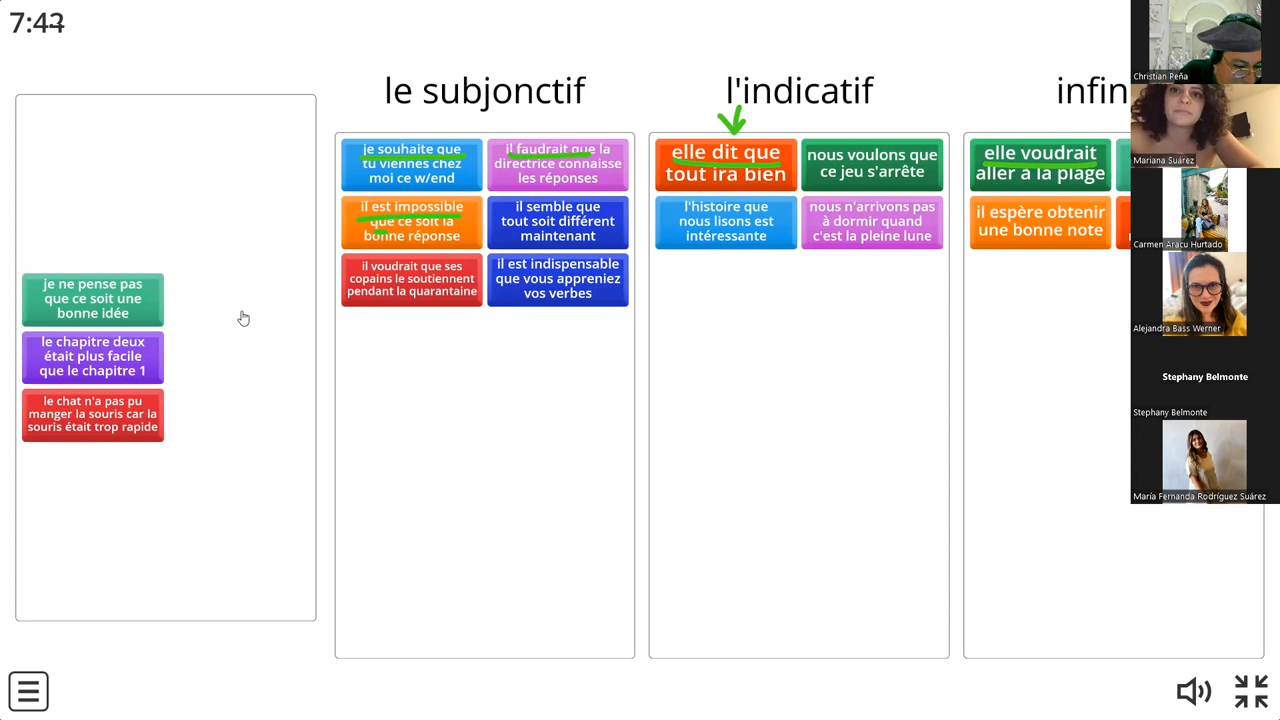 le subjonctif
l'indicatif
infin
je ne pense pas
que ce soit une
bonne idée
le chapitre deux
était plus facile
que le chapitre 1
le chat n'a pas pu
manger la souris car la
souris était trop rapide
je souhaite que
tu viennes chez
moi ce w/end
il faudrait que la
directrice connaisse
les réponses
il est impossible
que ce soit la
bonne réponse
il semble que
tout soit différent
maintenant
il voudrait que ses
copains le soutiennent
pendant la quarantaine
il est indispensable
que vous appreniez
vos verbes
elle dit que
tout ira bien
nous voulons que
ce jeu s'arrête
l'histoire que
nous lisons est
intéressante
nous n'arrivons pas
à dormir quand
c'est la pleine lune
elle voudrait
aller à la plage
il espère obtenir
une bonne note
Christian Peña
Mariana Suárez
Carmen Aracu Hurtado
Alejandra Bass Werner
Stephany Belmonte
Stephany Belmonte
María Fernanda Rodríguez Suárez